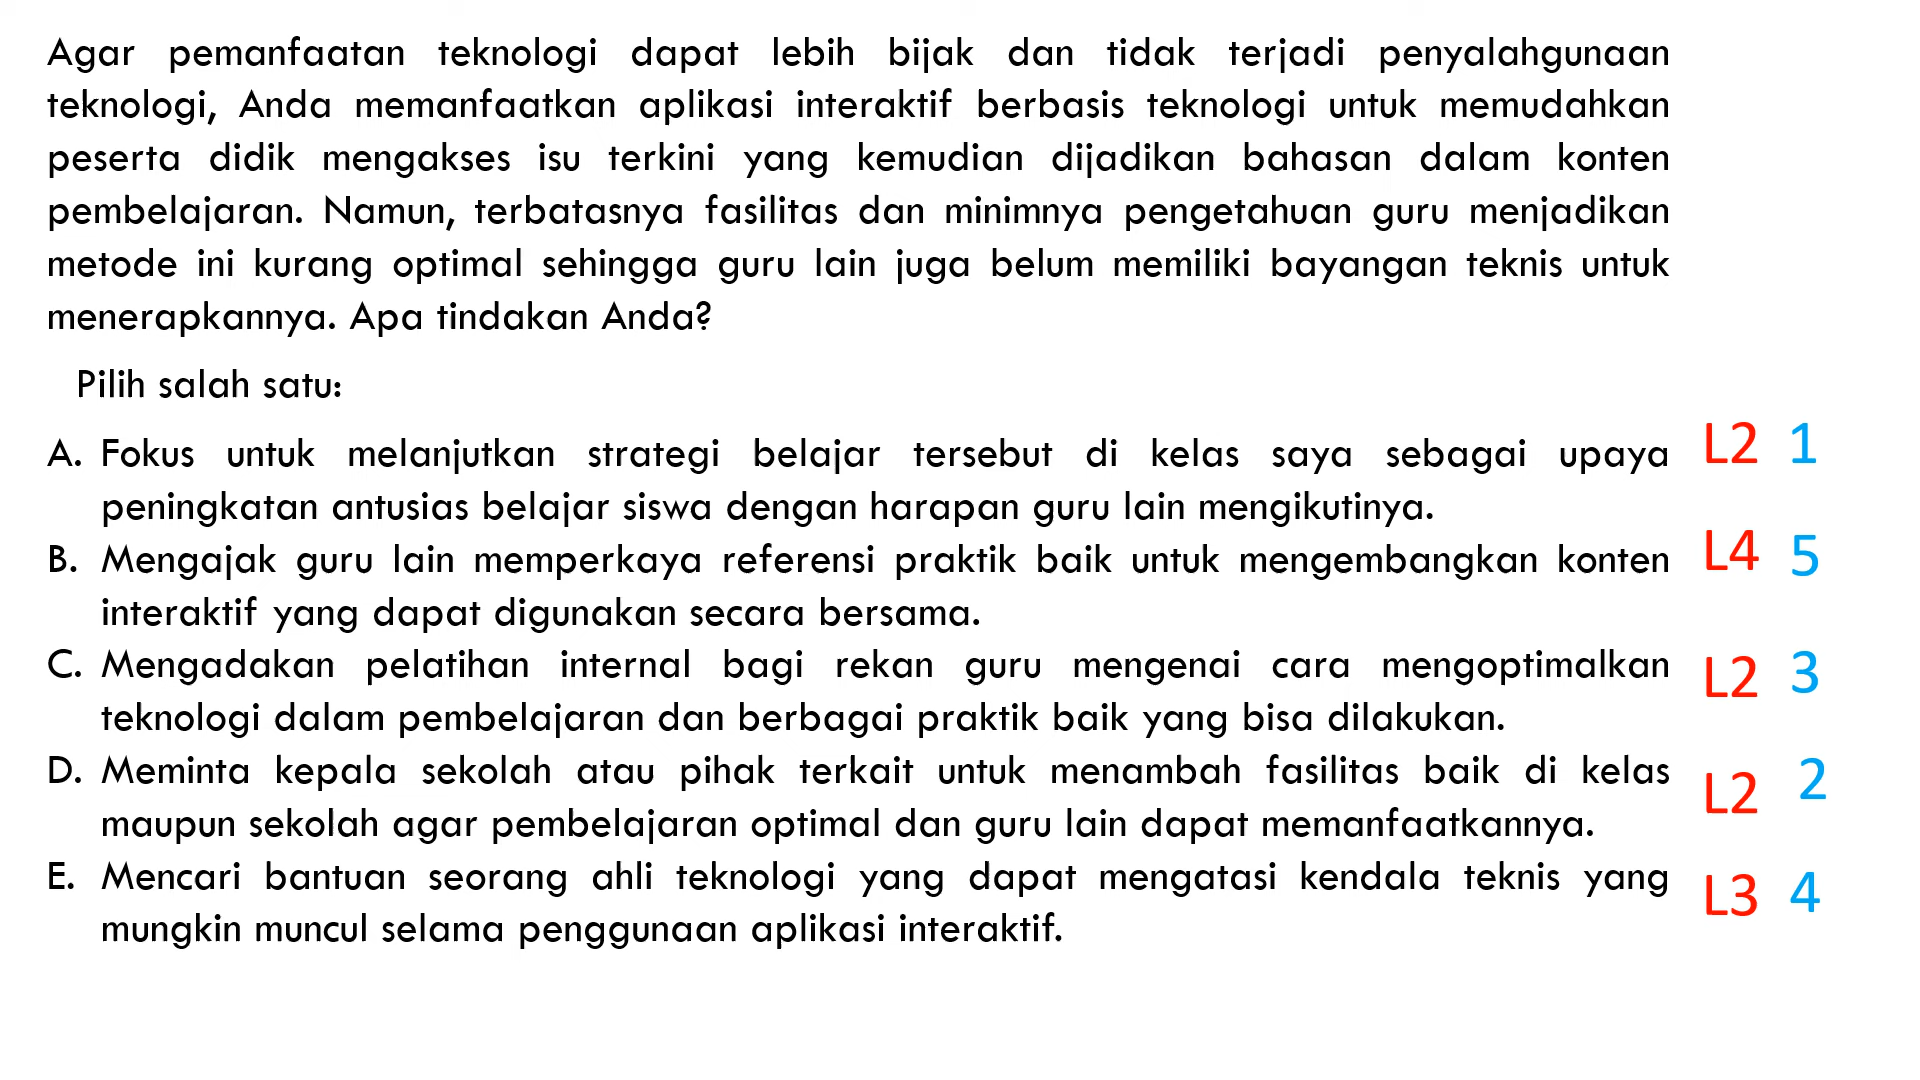 Agar pemanfaatan teknologi dapat lebih bijak dan tidak terjadi penyalahgunaan
teknologi, Anda memanfaatkan aplikasi interaktif berbasis teknologi untuk memudahkan
peserta didik mengakses isu terkini yang kemudian dijadikan bahasan dalam konten
pembelajaran. Namun, terbatasnya fasilitas dan minimnya pengetahuan guru menjadikan
metode ini kurang optimal sehingga guru lain juga belum memiliki bayangan teknis untuk
menerapkannya. Apa tindakan Anda?
Pilih salah satu:
A. Fokus untuk melanjutkan strategi belajar tersebut di kelas saya sebagai upaya L2 1
peningkatan antusias belajar siswa dengan harapan guru lain mengikutinya.
B. Mengajak guru lain memperkaya referensi praktik baik untuk mengembangkan konten L4 5
interaktif yang dapat digunakan secara bersama.
C. Mengadakan pelatihan internal bagi rekan guru mengenai cara mengoptimalkan L2 3
teknologi dalam pembelajaran dan berbagai praktik baik yang bisa dilakukan.
D. Meminta kepala sekolah atau pihak terkait untuk menambah fasilitas baik di kelas L2 2
maupun sekolah agar pembelajaran optimal dan guru lain dapat memanfaatkannya.
E. Mencari bantuan seorang ahli teknologi yang dapat mengatasi kendala teknis yang L3 4
mungkin muncul selama penggunaan aplikasi interaktif.